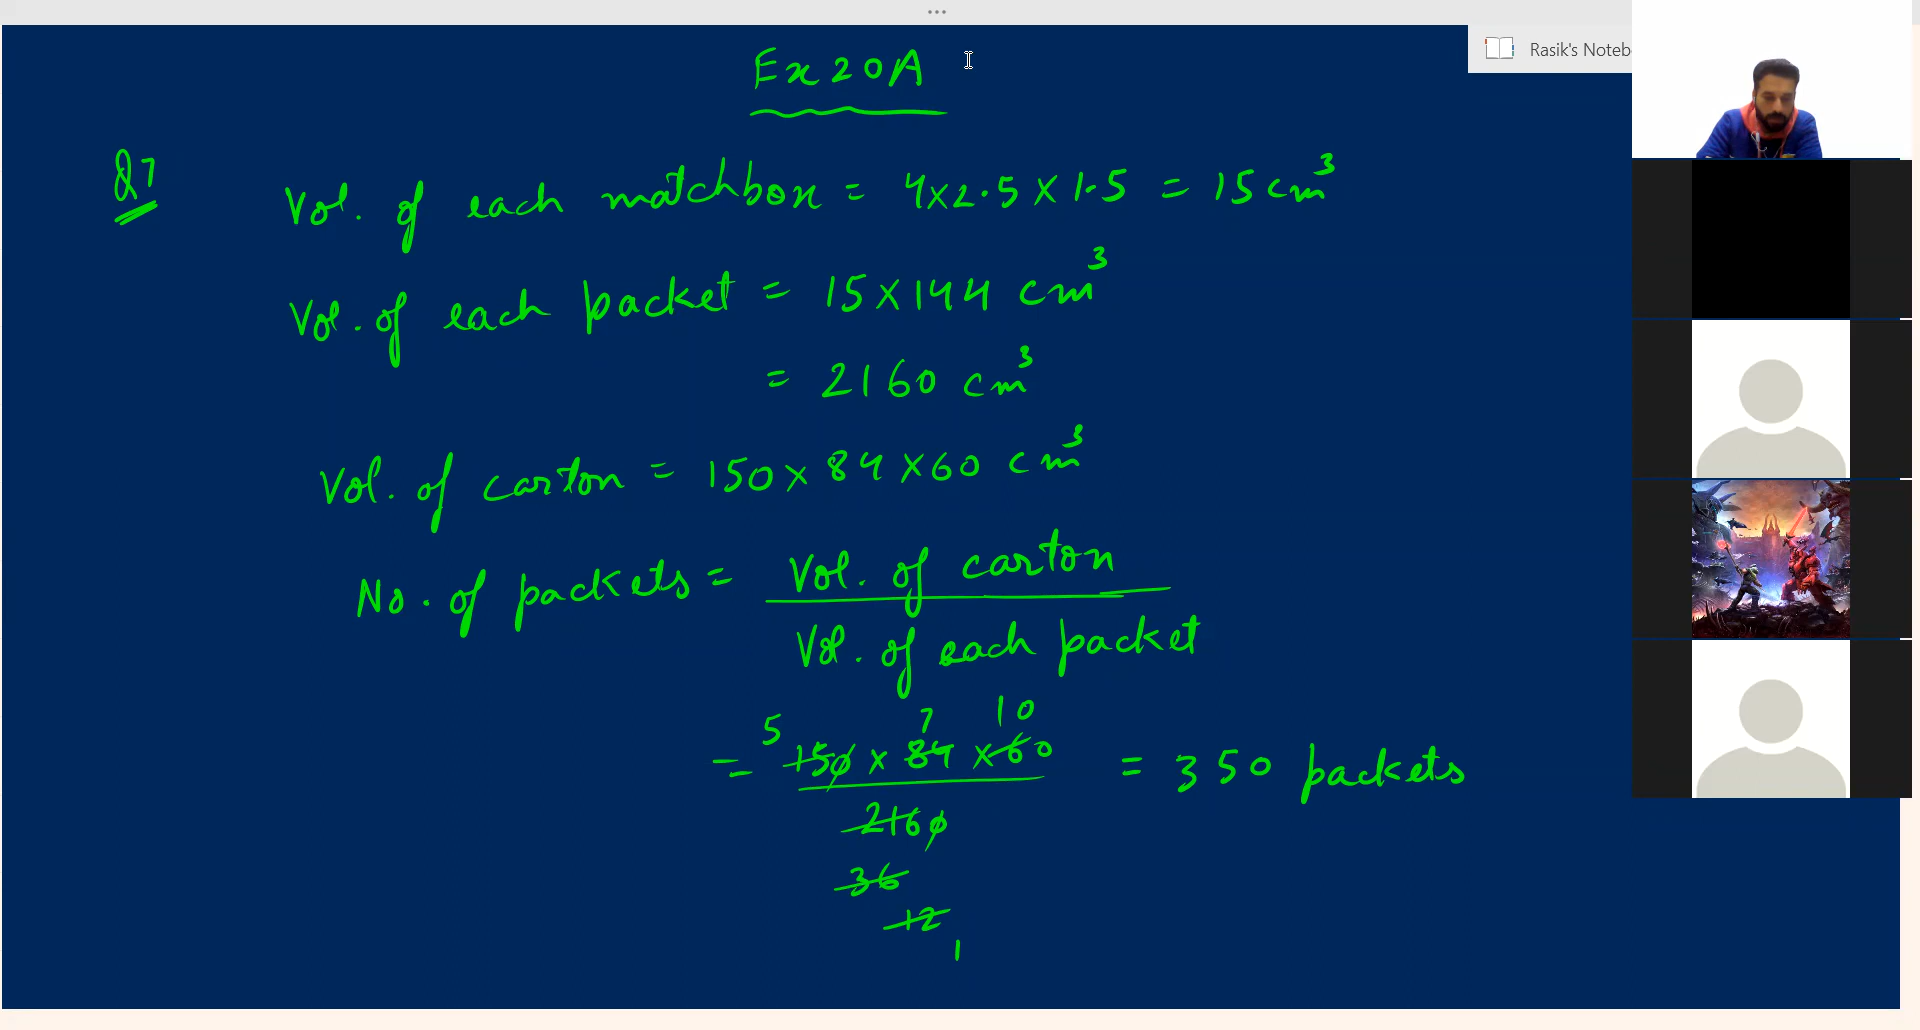 Ex 20A
Rasik's Noteb
Q7
Vol. of each matchbox = 4x2.5 x 1.5 = 15 cm³
Vol. of each packet = 15 x 144 cm³
= 2160 cm³
Vol. of carton = 150 x 84 x 60 cm³
No. of packets = Vol. of carton
Vol. of each packet
5 7 10
= 150 x 84 x 60 = 350 packets
2160
36
12
1